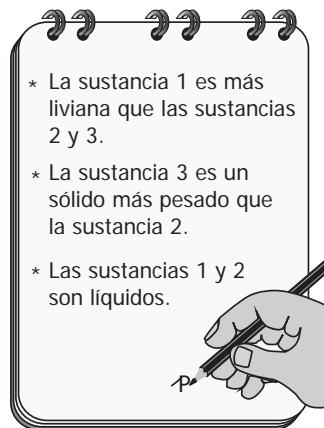 * La sustancia 1 es más
liviana que las sustancias
2 y 3.
* La sustancia 3 es un
sólido más pesado que
la sustancia 2.
* Las sustancias 1 y 2
son líquidos.
P